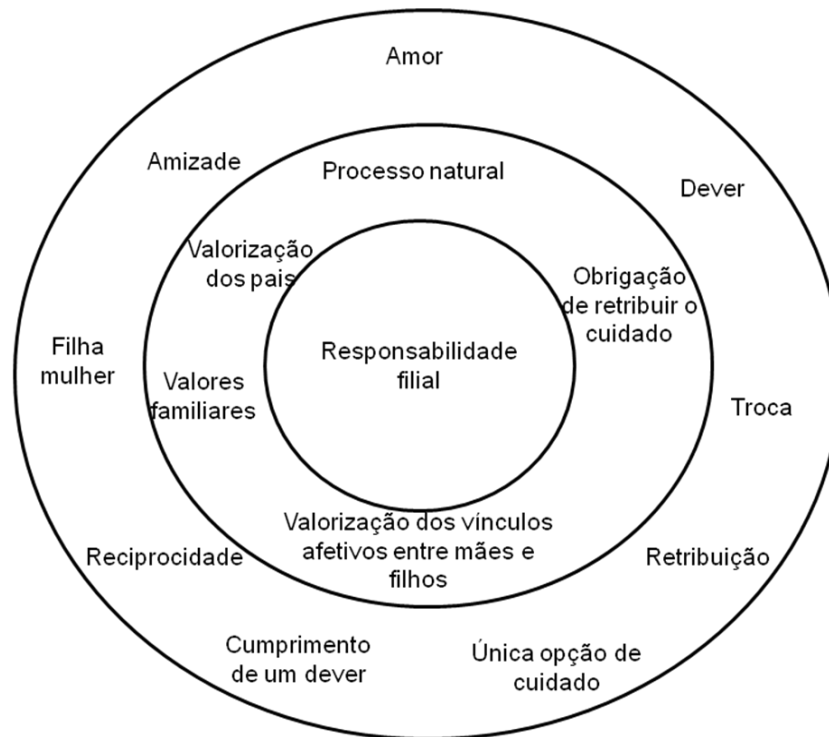 Amor
Amizade
Processo natural
Dever
Valorização
dos pais
Obrigação
de retribuir o
cuidado
Filha
mulher
Responsabilidade
filial
Valores
familiares
Troca
Valorização dos vínculos
afetivos entre mães e
filhos
Reciprocidade
Retribuição
Cumprimento
de um dever
Única opção de
cuidado